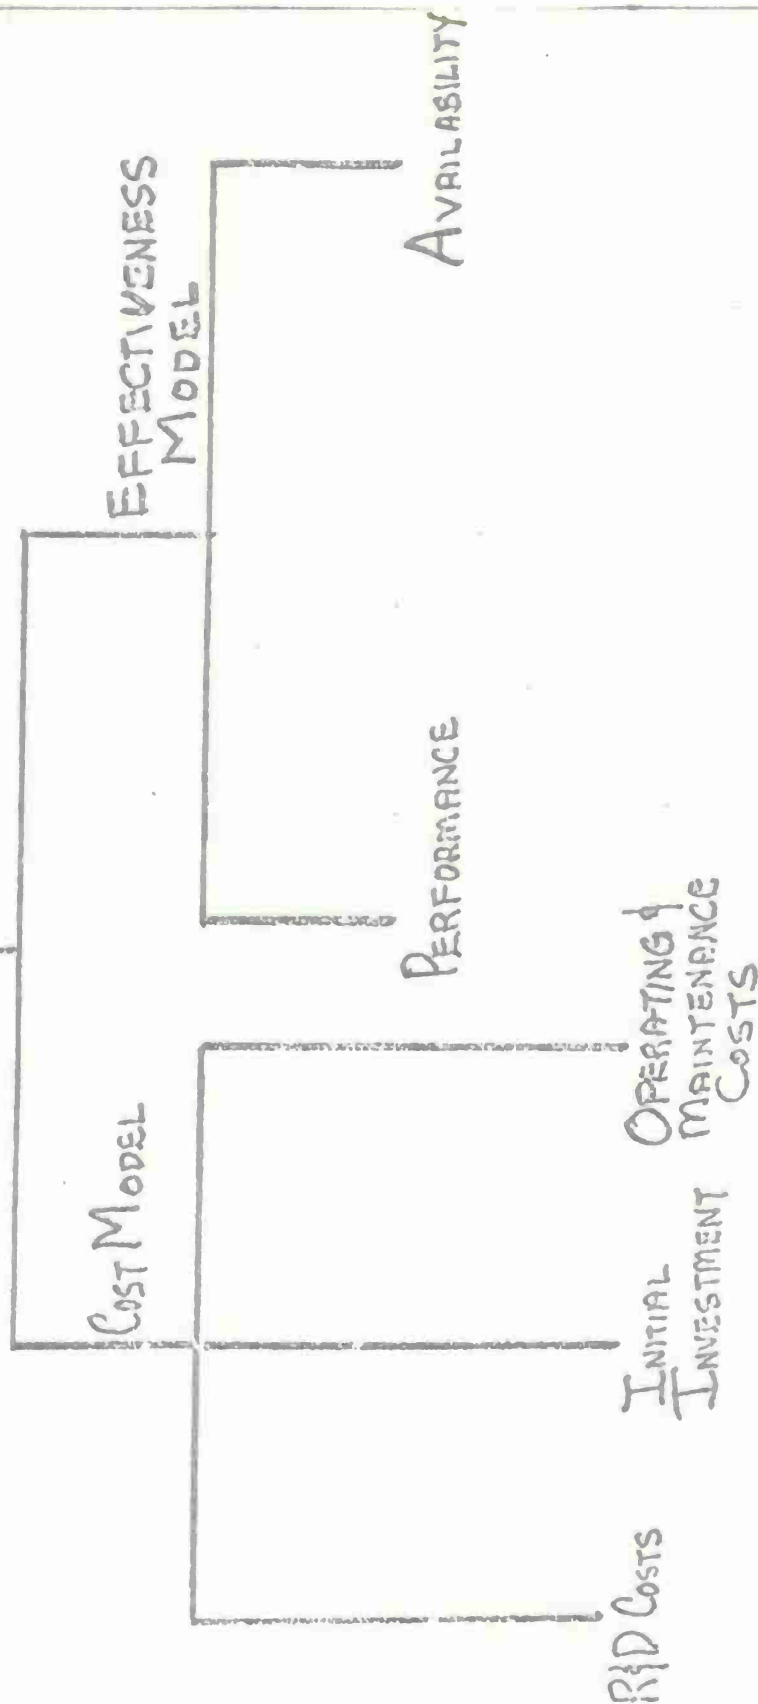 COST MODEL
EFFECTIVENESS
MODEL
R&D COSTS
INITIAL
INVESTMENT
OPERATING &
MAINTENANCE
COSTS
PERFORMANCE
AVAILABILITY